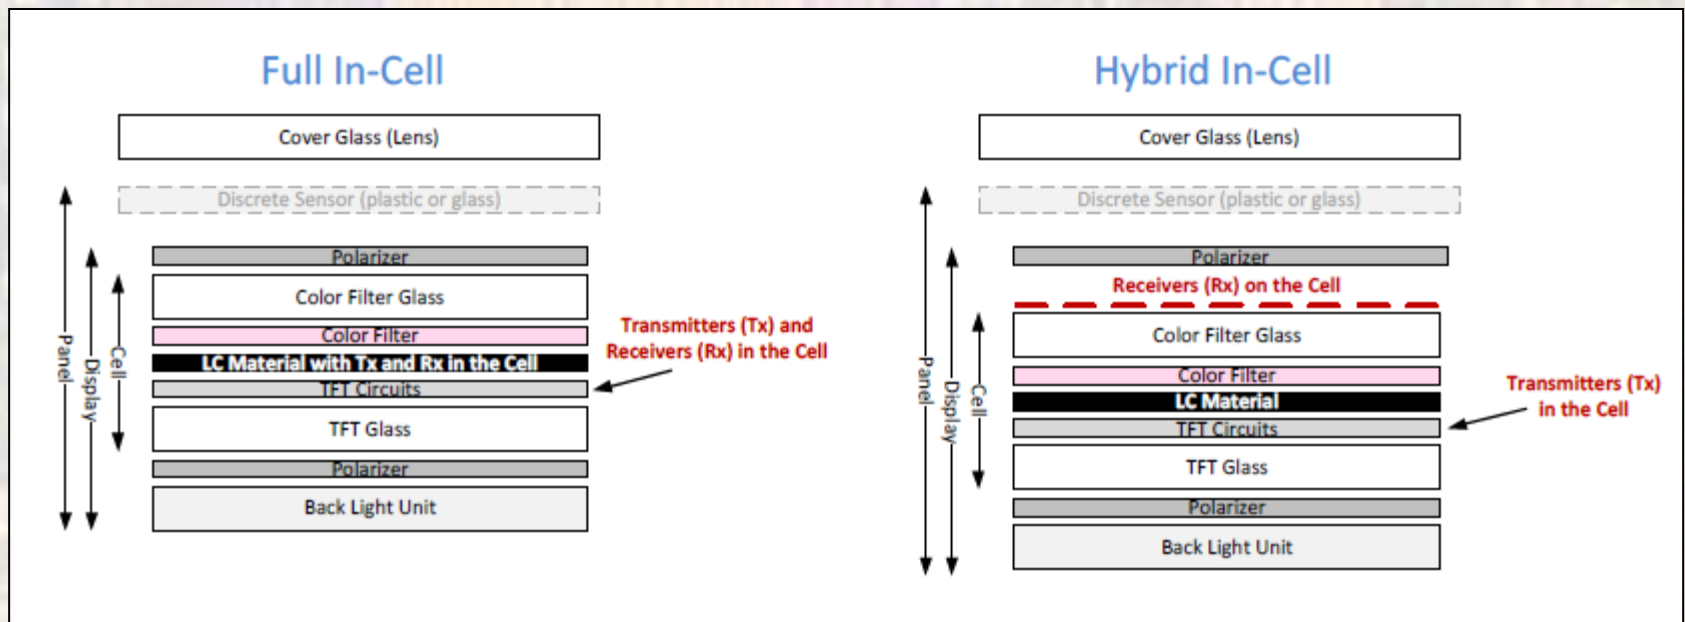 Full In-Cell
Cover Glass (Lens)
Discrete Sensor (plastic or glass)
Polarizer
Color Filter Glass
Color Filter
LC Material with Tx and Rx in the Cell
TFT Circuits
TFT Glass
Polarizer
Back Light Unit
Panel
Display
Cell
Transmitters (Tx) and
Receivers (Rx) in the Cell
Hybrid In-Cell
Cover Glass (Lens)
Discrete Sensor (plastic or glass)
Polarizer
Receivers (Rx) on the Cell
Color Filter Glass
Color Filter
LC Material
TFT Circuits
TFT Glass
Polarizer
Back Light Unit
Panel
Display
Cell
Transmitters (Tx)
in the Cell